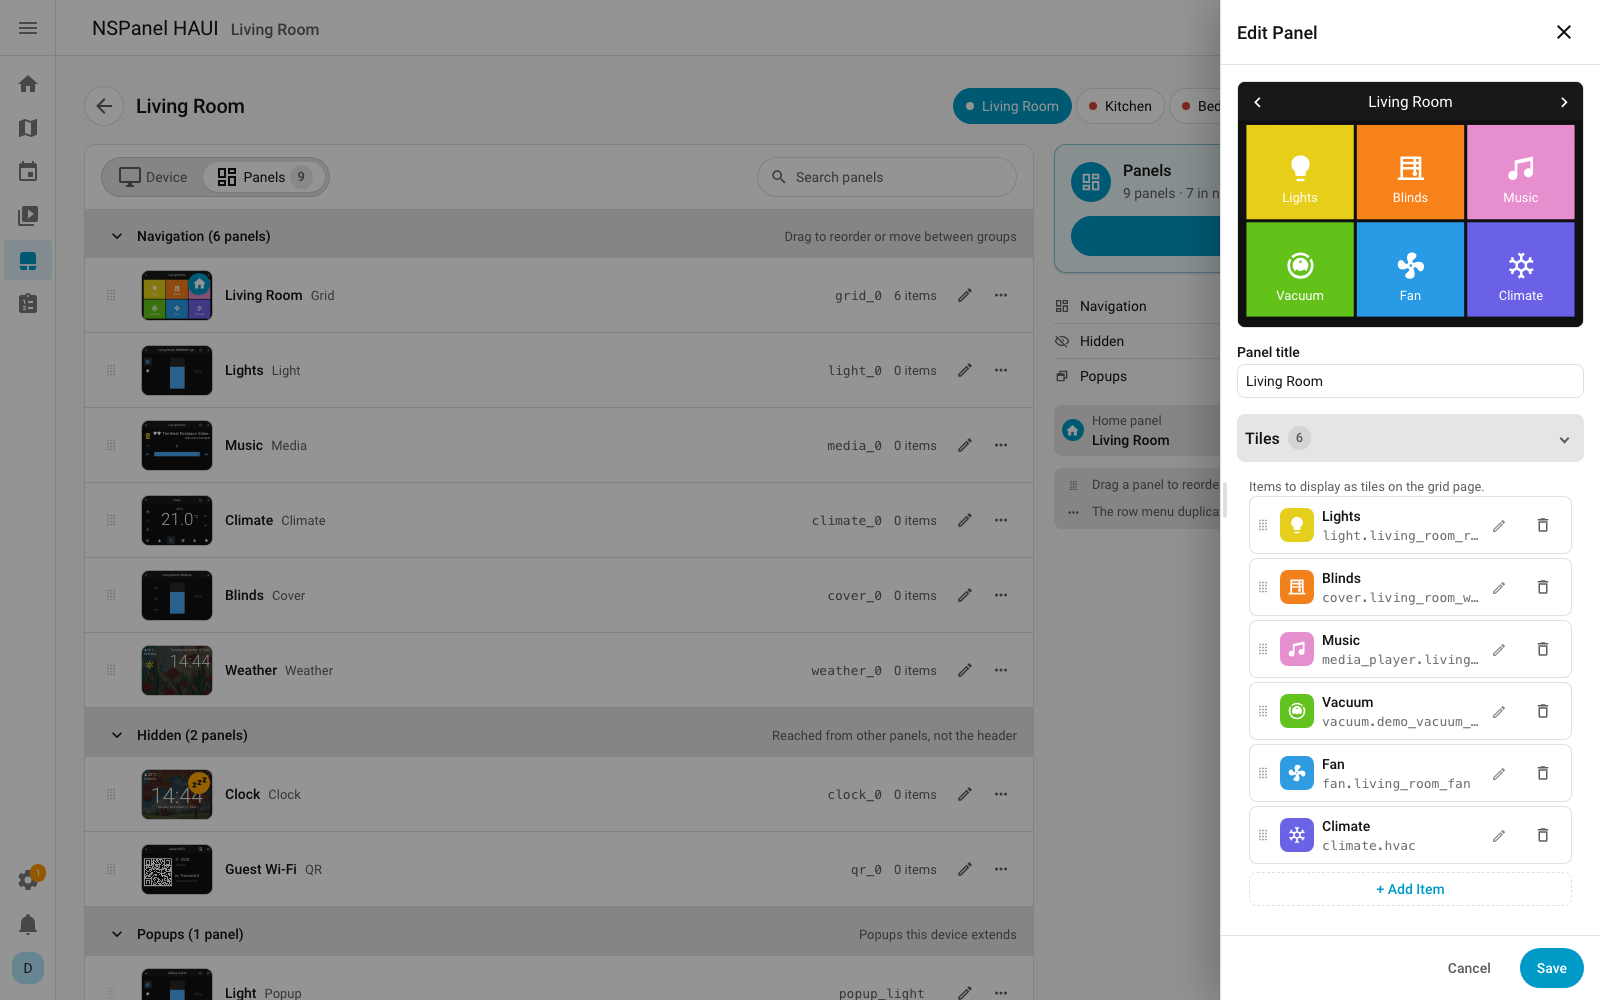 NSPanel HAUI Living Room
Living Room
Living Room
Kitchen
Bed
Device
Panels 9
Search panels
Navigation (6 panels)
Drag to reorder or move between groups
Living Room Grid
grid_0 6 items
Lights Light
light_0 0 items
Music Media
media_0 0 items
21.0
Climate Climate
climate_0 0 items
Blinds Cover
cover_0 0 items
14:44
Weather Weather
weather_0 0 items
Hidden (2 panels)
Reached from other panels, not the header
14:44
zzz
Clock Clock
clock_0 0 items
Guest Wi-Fi QR
qr_0 0 items
Popups (1 panel)
Popups this device extends
Light Popup
popup_light
1
D
Panels
9 panels · 7 in n
Navigation
Hidden
Popups
Home panel
Living Room
Drag a panel to reorde
The row menu duplica
Edit Panel
Living Room
Lights
Blinds
Music
Vacuum
Fan
Climate
Panel title
Living Room
Tiles 6
Items to display as tiles on the grid page.
Lights
light.living_room_r…
Blinds
cover.living_room_w…
Music
media_player.living…
Vacuum
vacuum.demo_vacuum_…
Fan
fan.living_room_fan
Climate
climate.hvac
+ Add Item
Cancel
Save